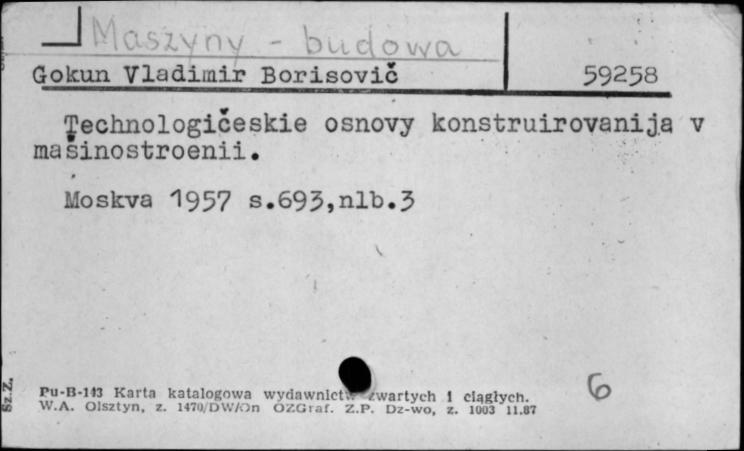 Maszyny - budowa
Gokun Vladimir Borisovič 59258
Technologičeskie osnovy konstruirovanija v
mašinostroenii.
Moskva 1957 s.693,nlb.3
6
Pu-B-143 Karta katalogowa wydawnictw zwartych i ciągłych.
W.A. Olsztyn, z. 1470/DW/On OZGraf. Z.P. Dz-wo, z. 1003 11.87
Sz.Z.